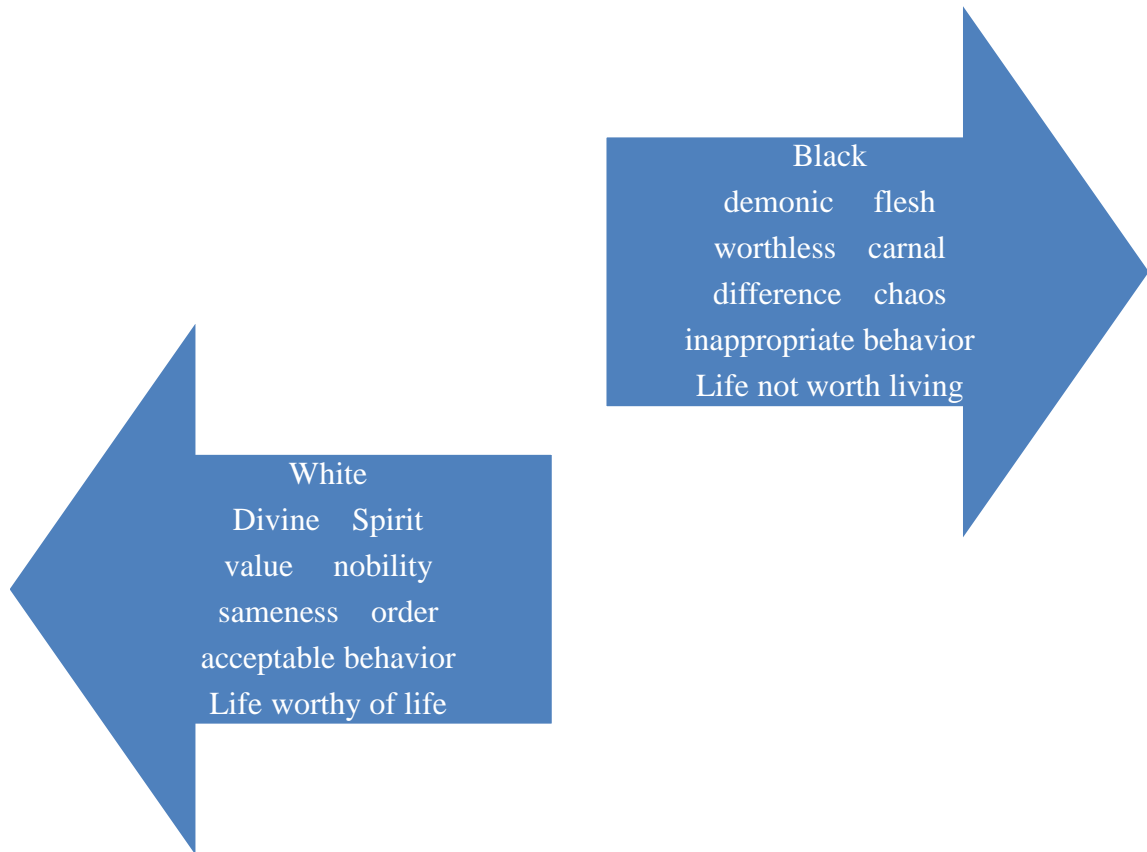 Black
demonic flesh
worthless carnal
difference chaos
inappropriate behavior
Life not worth living
White
Divine Spirit
value nobility
sameness order
acceptable behavior
Life worthy of life